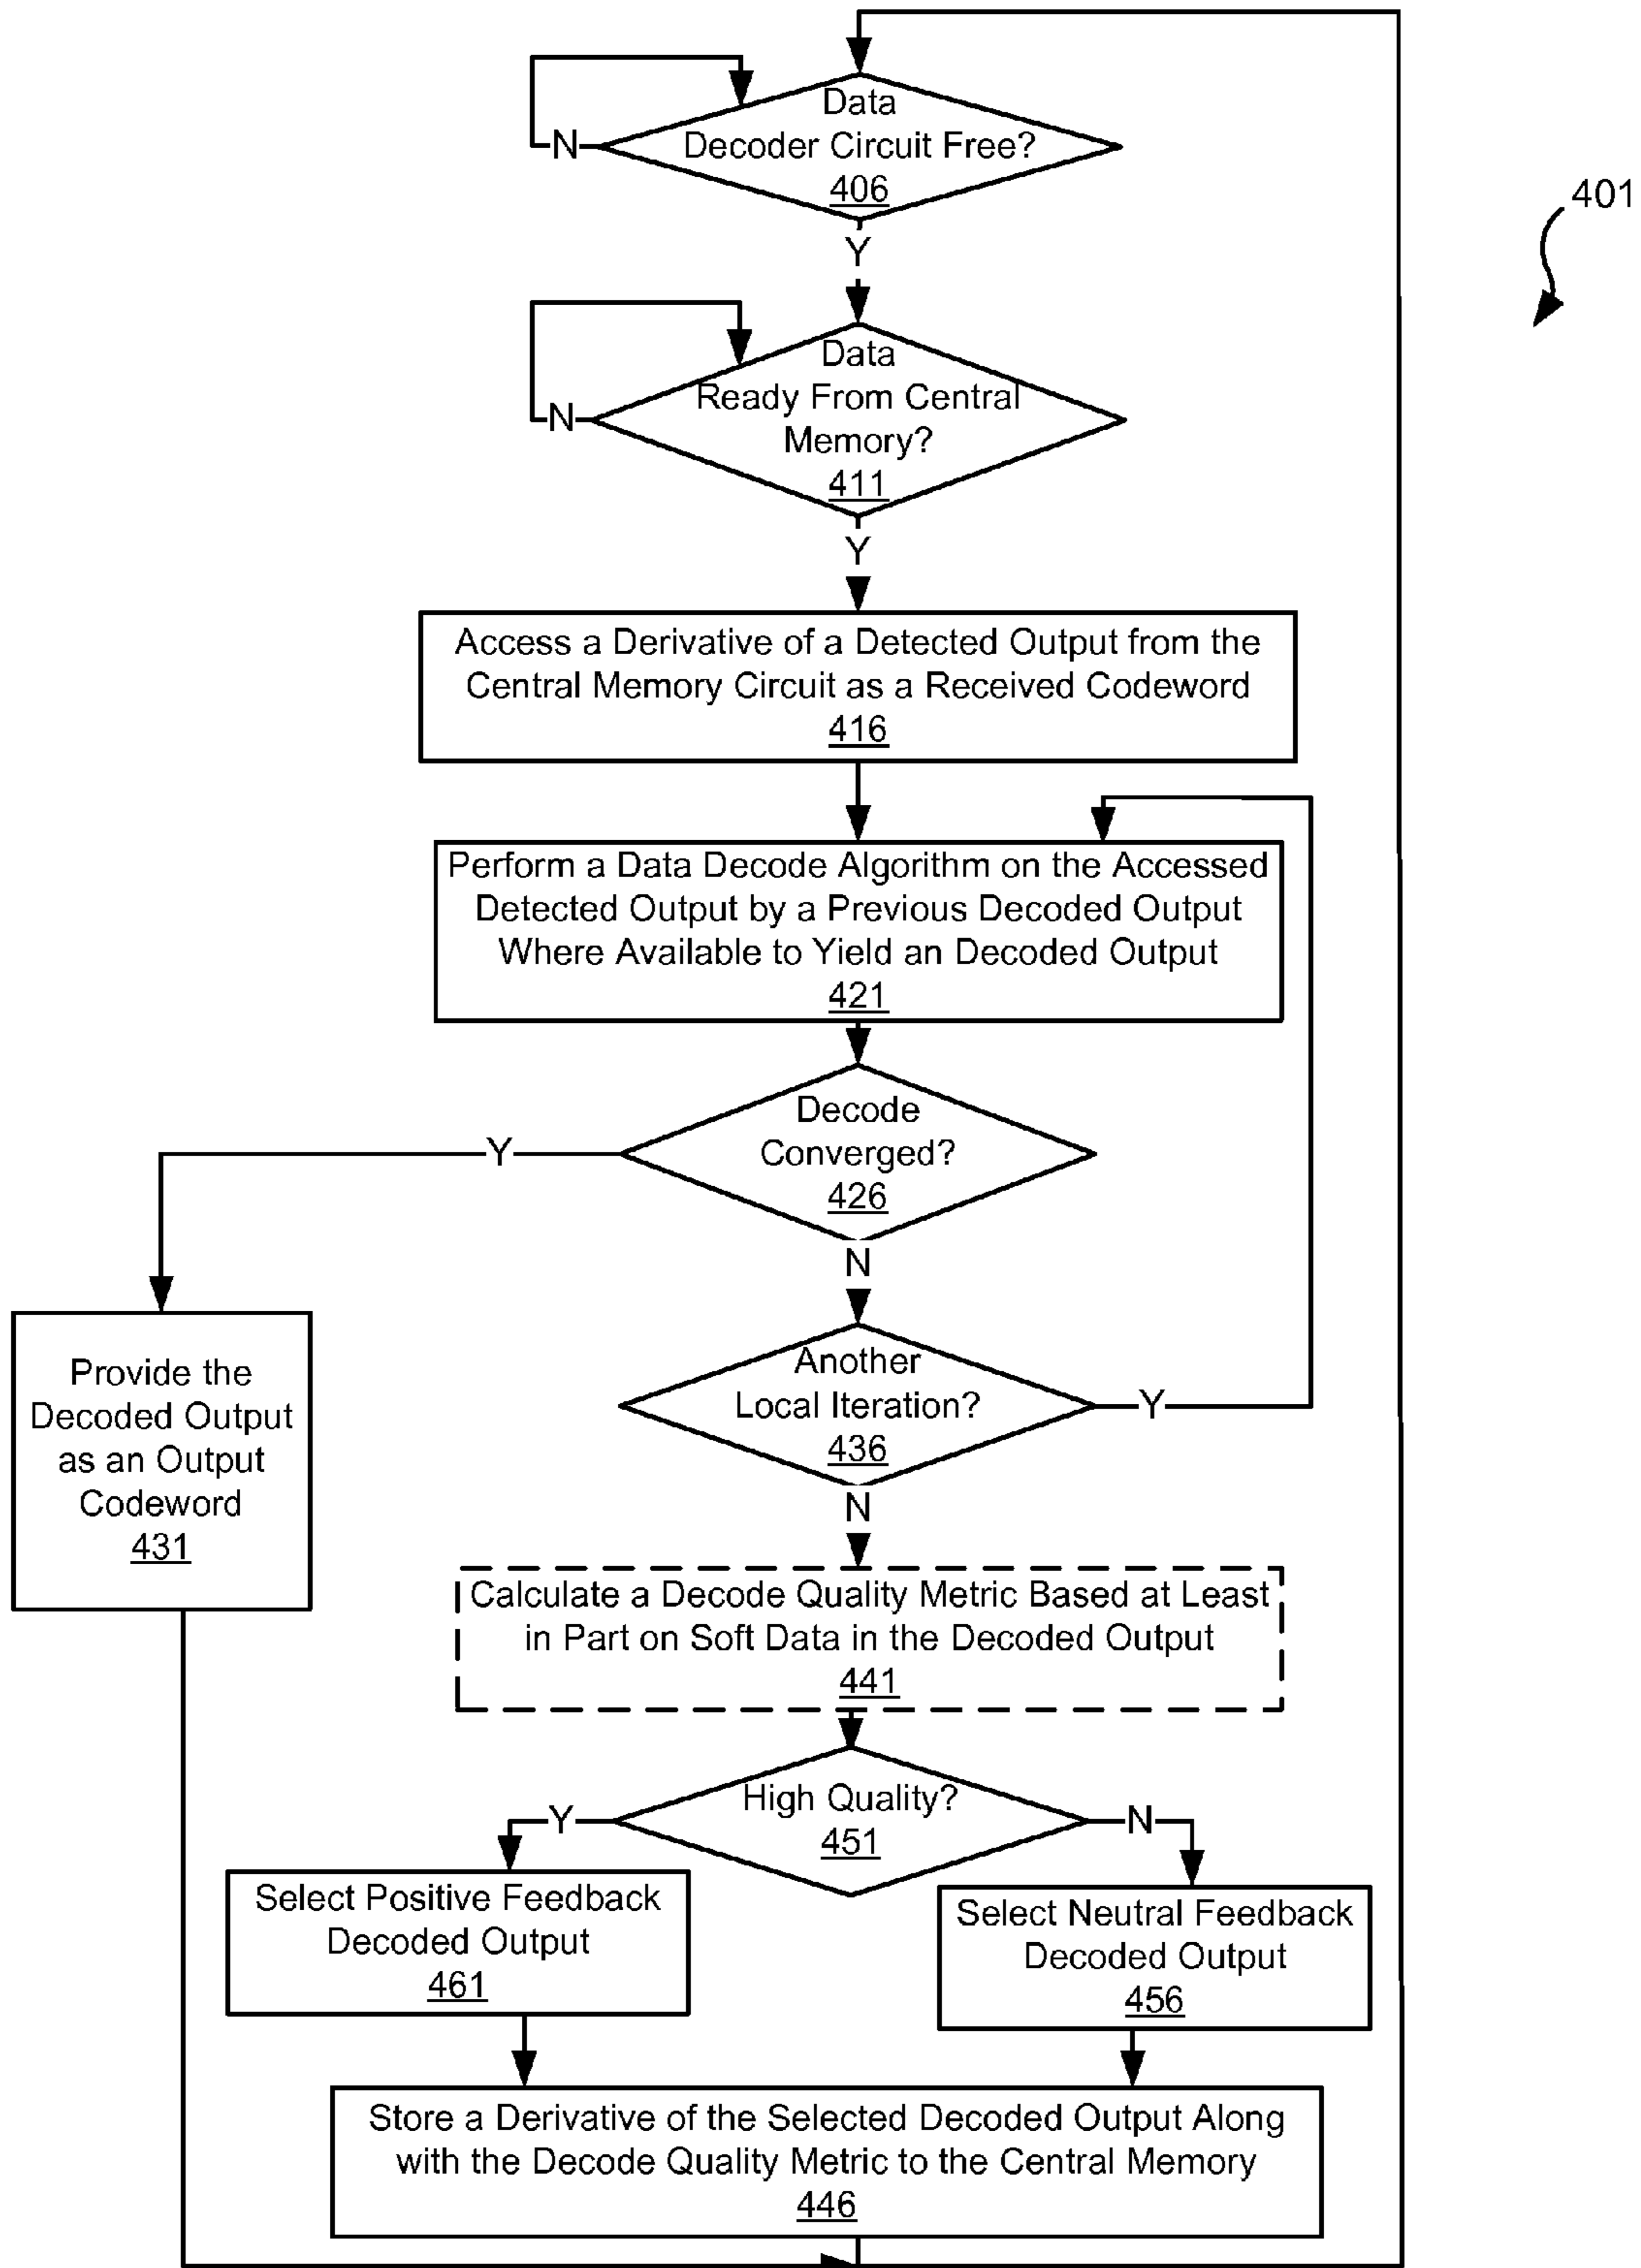 Data
Decoder Circuit Free?
406
N
401
Y
Data
Ready From Central
Memory?
411
N
Y
Access a Derivative of a Detected Output from the
Central Memory Circuit as a Received Codeword
416
Perform a Data Decode Algorithm on the Accessed
Detected Output by a Previous Decoded Output
Where Available to Yield an Decoded Output
421
Decode
Converged?
426
Y
N
Provide the
Decoded Output
as an Output
Codeword
431
Another
Local Iteration?
436
Y
N
Calculate a Decode Quality Metric Based at Least
in Part on Soft Data in the Decoded Output
441
High Quality?
451
Y
N
Select Positive Feedback
Decoded Output
461
Select Neutral Feedback
Decoded Output
456
Store a Derivative of the Selected Decoded Output Along
with the Decode Quality Metric to the Central Memory
446